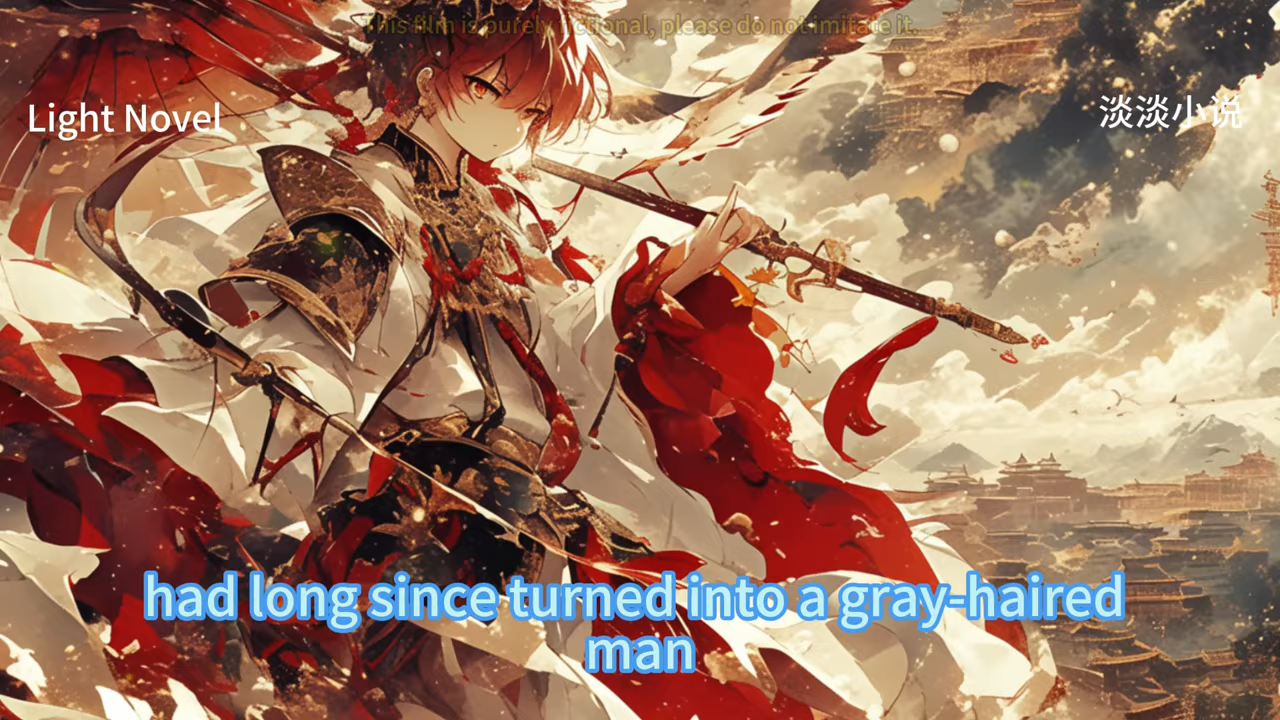 This film is purely fictional, please do not imitate it.
Light Novel
淡淡小说
had long since turned into a gray-haired
man